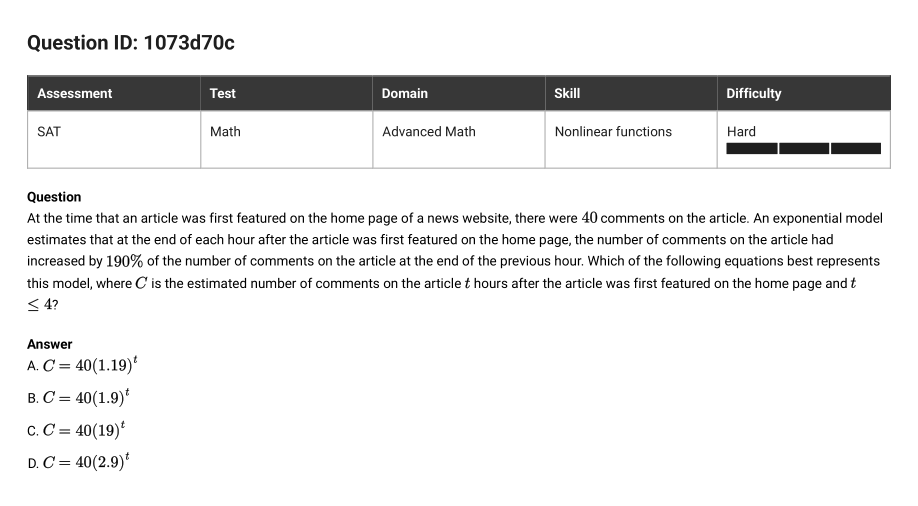 Question ID: 1073d70c
Assessment Test Domain Skill Difficulty
SAT Math Advanced Math Nonlinear functions Hard
Question
At the time that an article was first featured on the home page of a news website, there were 40 comments on the article. An exponential model
estimates that at the end of each hour after the article was first featured on the home page, the number of comments on the article had
increased by 190% of the number of comments on the article at the end of the previous hour. Which of the following equations best represents
this model, where C is the estimated number of comments on the article t hours after the article was first featured on the home page and t
≤ 4?
Answer
A. C = 40(1.19)^t
B. C = 40(1.9)^t
C. C = 40(19)^t
D. C = 40(2.9)^t